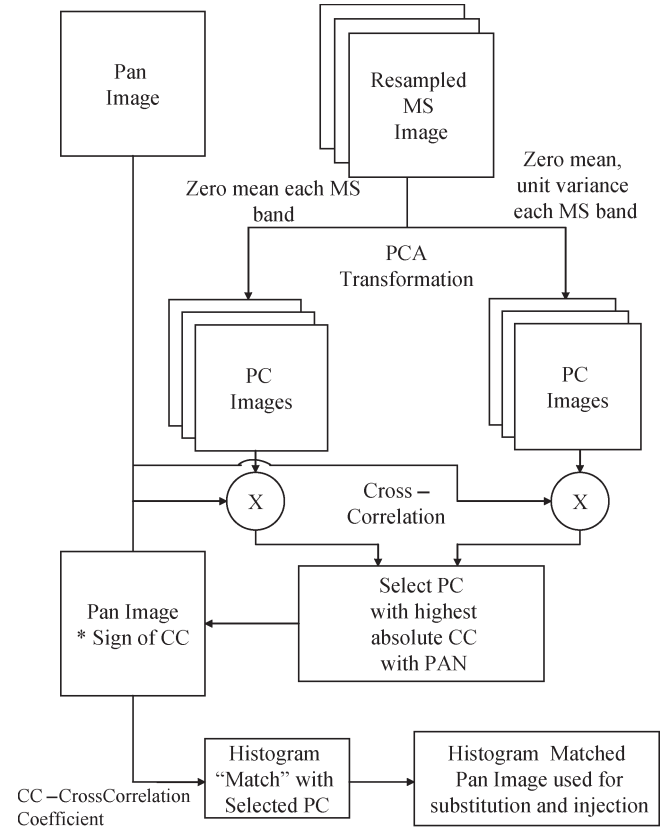 Pan
Image
Resampled
MS
Image
Zero mean each MS
band
Zero mean,
unit variance
each MS band
PCA
Transformation
PC
Images
PC
Images
X
Cross –
Correlation
X
Pan Image
* Sign of CC
Select PC
with highest
absolute CC
with PAN
Histogram
“Match” with
Selected PC
Histogram Matched
Pan Image used for
substitution and injection
CC –CrossCorrelation
Coefficient